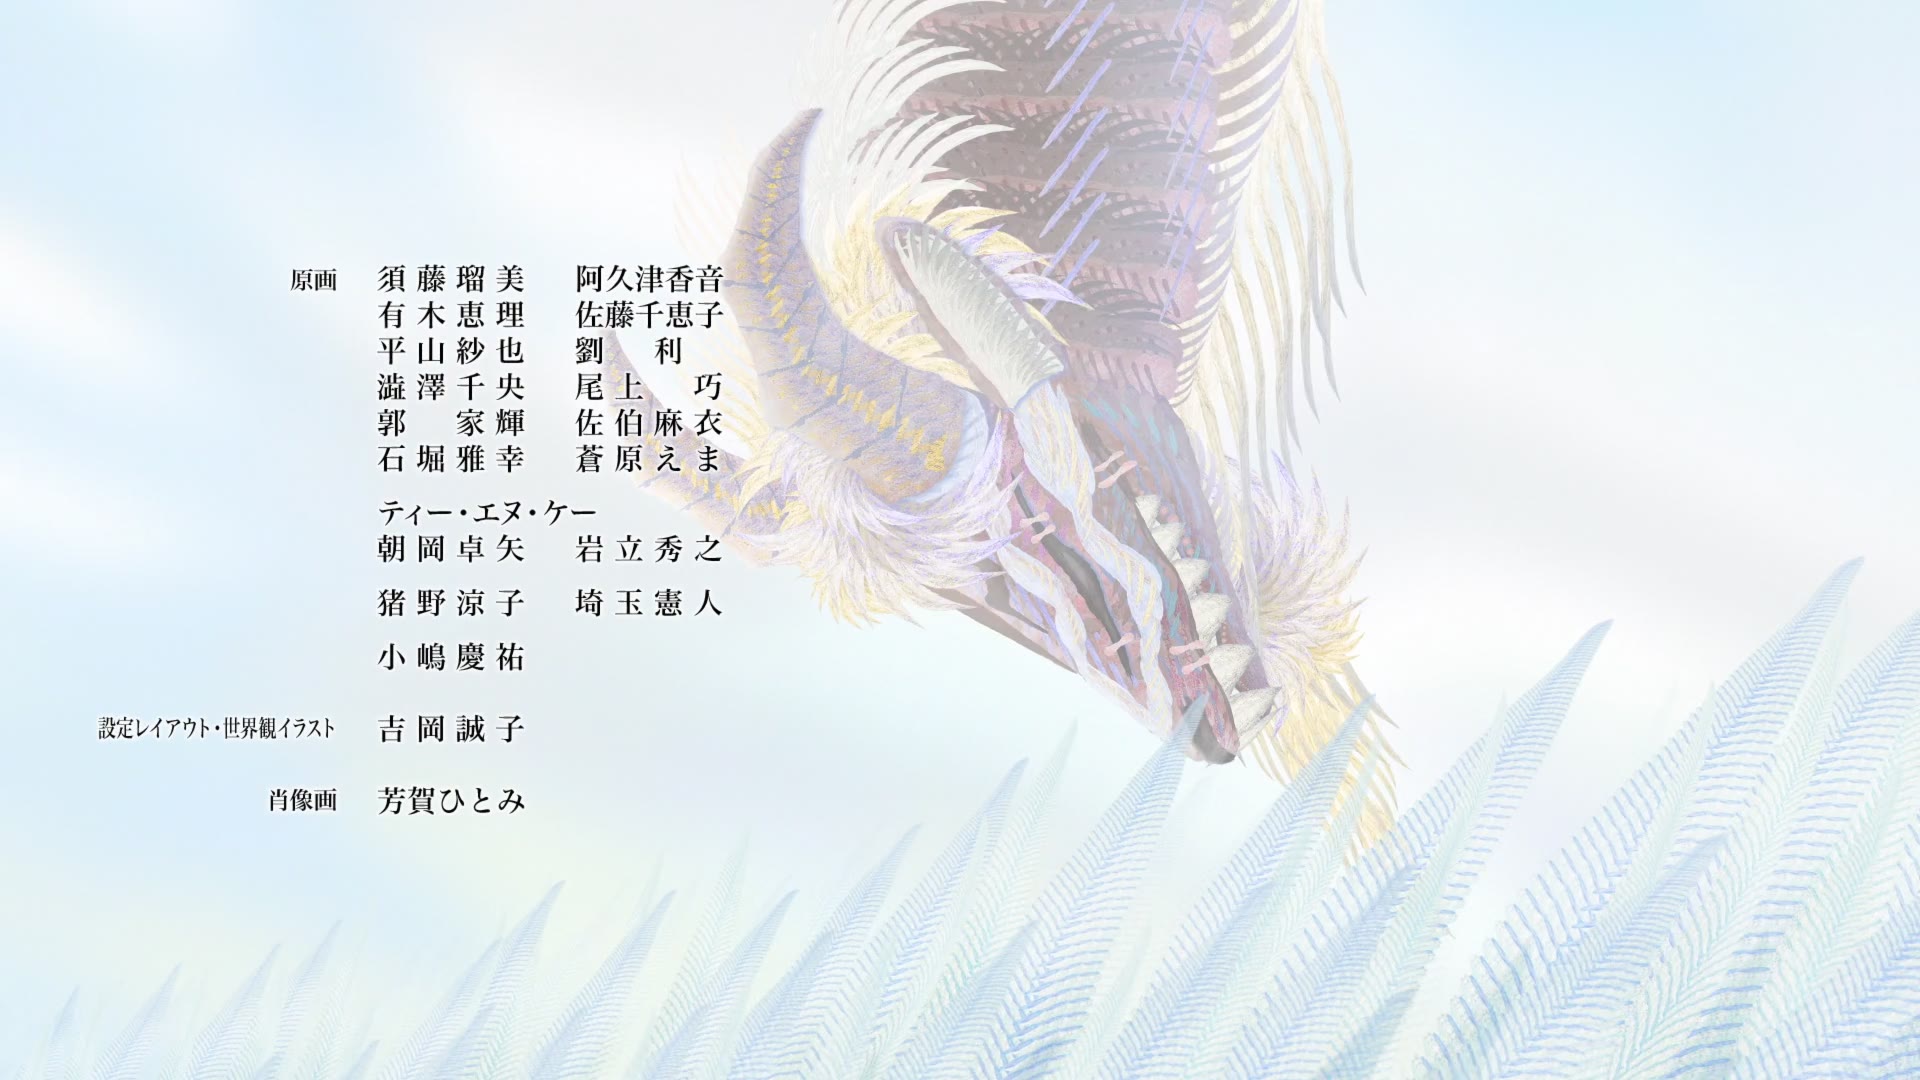 原画 須藤瑠美 阿久津香音
有木恵理 佐藤千恵子
平山紗也 劉利
澁澤千央 尾上巧
郭家輝 佐伯麻衣
石堀雅幸 蒼原えま
ティー・エヌ・ケー
朝岡卓矢 岩立秀之
猪野涼子 埼玉憲人
小嶋慶祐
設定レイアウト・世界観イラスト 吉岡誠子
肖像画 芳賀ひとみ